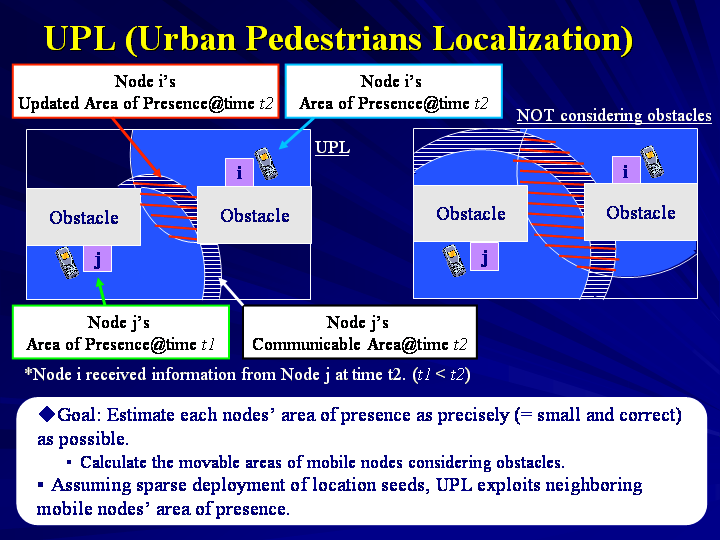 UPL (Urban Pedestrians Localization)
Node i's
Updated Area of Presence@time t2
Node i's
Area of Presence@time t2
NOT considering obstacles
UPL
i
Obstacle
Obstacle
j
i
Obstacle
Obstacle
j
Node j's
Area of Presence@time t1
Node j's
Communicable Area@time t2
*Node i received information from Node j at time t2. (t1 < t2)
◆Goal: Estimate each nodes' area of presence as precisely (= small and correct)
as possible.
▪ Calculate the movable areas of mobile nodes considering obstacles.
▪ Assuming sparse deployment of location seeds, UPL exploits neighboring
mobile nodes' area of presence.